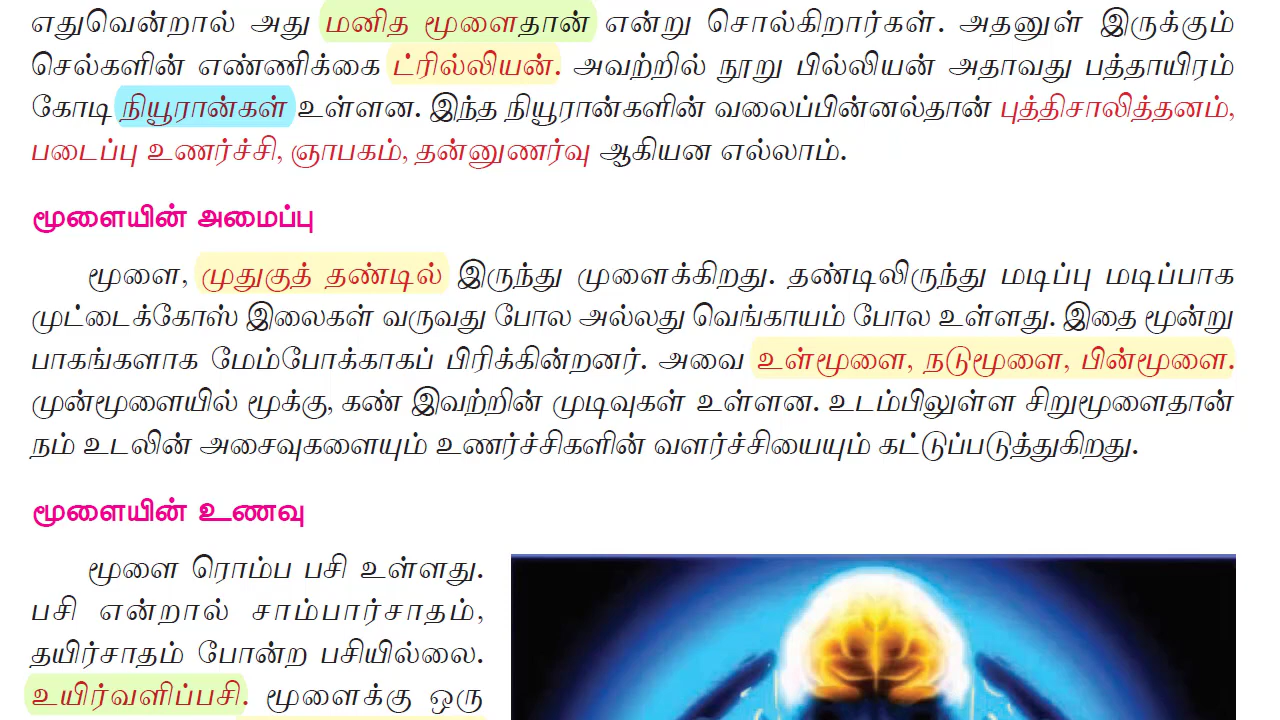 எதுவென்றால் அது மனித மூளைதான் என்று சொல்கிறார்கள். அதனுள் இருக்கும்
செல்களின் எண்ணிக்கை ட்ரில்லியன். அவற்றில் நூறு பில்லியன் அதாவது பத்தாயிரம்
கோடி நியூரான்கள் உள்ளன. இந்த நியூரான்களின் வலைப்பின்னல்தான் புத்திசாலித்தனம்,
படைப்பு உணர்ச்சி, ஞாபகம், தன்னுணர்வு ஆகியன எல்லாம்.
மூளையின் அமைப்பு
மூளை, முதுகுத் தண்டில் இருந்து முளைக்கிறது. தண்டிலிருந்து மடிப்பு மடிப்பாக
முட்டைக்கோஸ் இலைகள் வருவது போல அல்லது வெங்காயம் போல உள்ளது. இதை மூன்று
பாகங்களாக மேம்போக்காகப் பிரிக்கின்றனர். அவை உள்மூளை, நடுமூளை, பின்மூளை.
முன்மூளையில் மூக்கு, கண் இவற்றின் முடிவுகள் உள்ளன. உடம்பிலுள்ள சிறுமூளைதான்
நம் உடலின் அசைவுகளையும் உணர்ச்சிகளின் வளர்ச்சியையும் கட்டுப்படுத்துகிறது.
மூளையின் உணவு
மூளை ரொம்ப பசி உள்ளது.
பசி என்றால் சாம்பார்சாதம்,
தயிர்சாதம் போன்ற பசியில்லை.
உயிர்வளிப்பசி. மூளைக்கு ஒரு